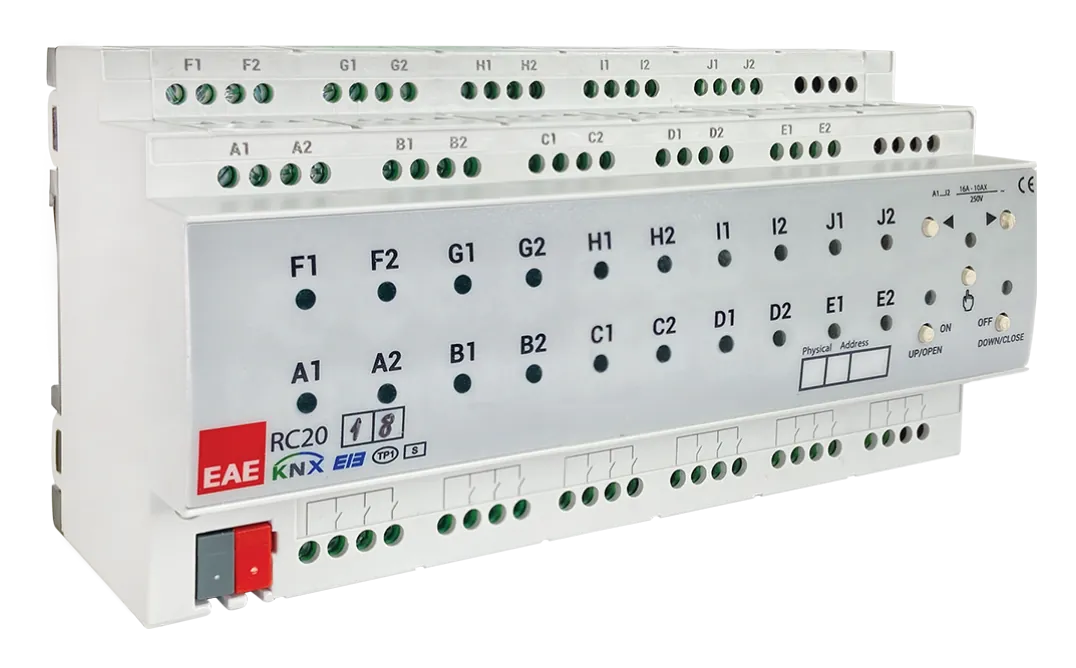 F1 F2 G1 G2 H1 H2 I1 I2 J1 J2
A1 A2 B1 B2 C1 C2 D1 D2 E1 E2
A1...J2 16A - 10AX ~ CE
250V
F1 F2 G1 G2 H1 H2 I1 I2 J1 J2
A1 A2 B1 B2 C1 C2 D1 D2 E1 E2
ON OFF
UP/OPEN DOWN/CLOSE
Physical Address
EAE RC20 18
KNX EIB TP1 S